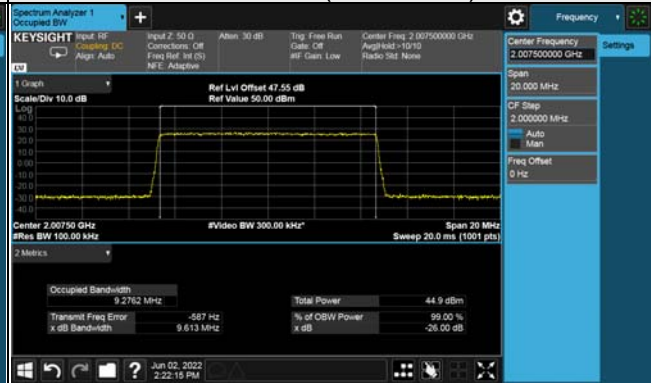 Spectrum Analyzer 1
Occupied BW
Frequency
KEYSIGHT
Input: RF
Coupling: DC
Align: Auto
Input Z: 50 Ω
Corrections: Off
Freq Ref: Int (S)
NFE: Adaptive
Atten: 30 dB
Trig: Free Run
Gate: Off
#IF Gain: Low
Center Freq: 2.007500000 GHz
Avg|Hold:>10/10
Radio Std: None
Center Frequency
2.007500000 GHz
Settings
Span
20.000 MHz
CF Step
2.000000 MHz
Auto
Man
Freq Offset
0 Hz
1 Graph
Scale/Div 10.0 dB
Ref Lvl Offset 47.55 dB
Ref Value 50.00 dBm
Log
40.0
30.0
20.0
10.0
0.00
-10.0
-20.0
-30.0
-40.0
Center 2.00750 GHz
#Res BW 100.00 kHz
#Video BW 300.00 kHz*
Span 20 MHz
Sweep 20.0 ms (1001 pts)
2 Metrics
Occupied Bandwidth
9.2762 MHz
Total Power
44.9 dBm
Transmit Freq Error
-587 Hz
% of OBW Power
99.00 %
x dB Bandwidth
9.613 MHz
x dB
-26.00 dB
Jun 02, 2022
2:22:15 PM